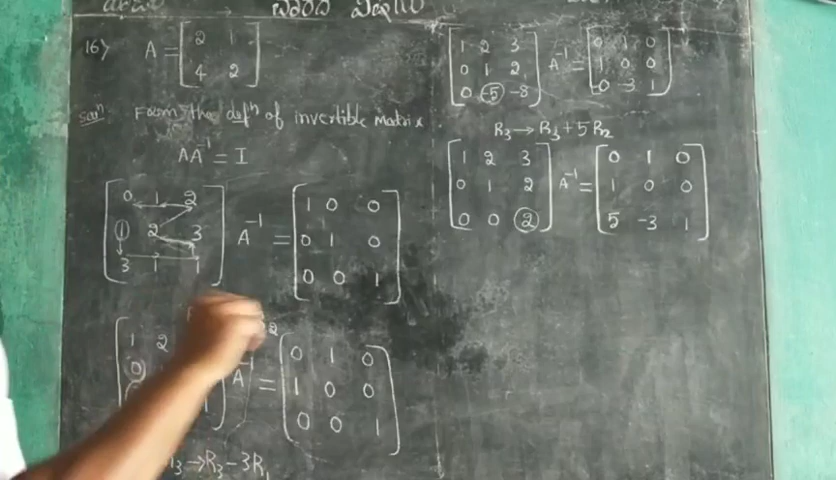 16) A = [2 1
4 2]
Solⁿ: From the defⁿ of invertible matrix
AA⁻¹ = I
[0 1 2
1 2 3
3 1 1] A⁻¹ = [1 0 0
0 1 0
0 0 1]
[1 2
0
A⁻¹ = [0 1 0
1 0 0
0 0 1]
R₃ → R₃ - 3R₁
[1 2 3
0 1 2
0 -5 -8] A⁻¹ = [0 1 0
1 0 0
0 -3 1]
R₃ → R₃ + 5R₂
[1 2 3
0 1 2
0 0 2] A⁻¹ = [0 1 0
1 0 0
5 -3 1]